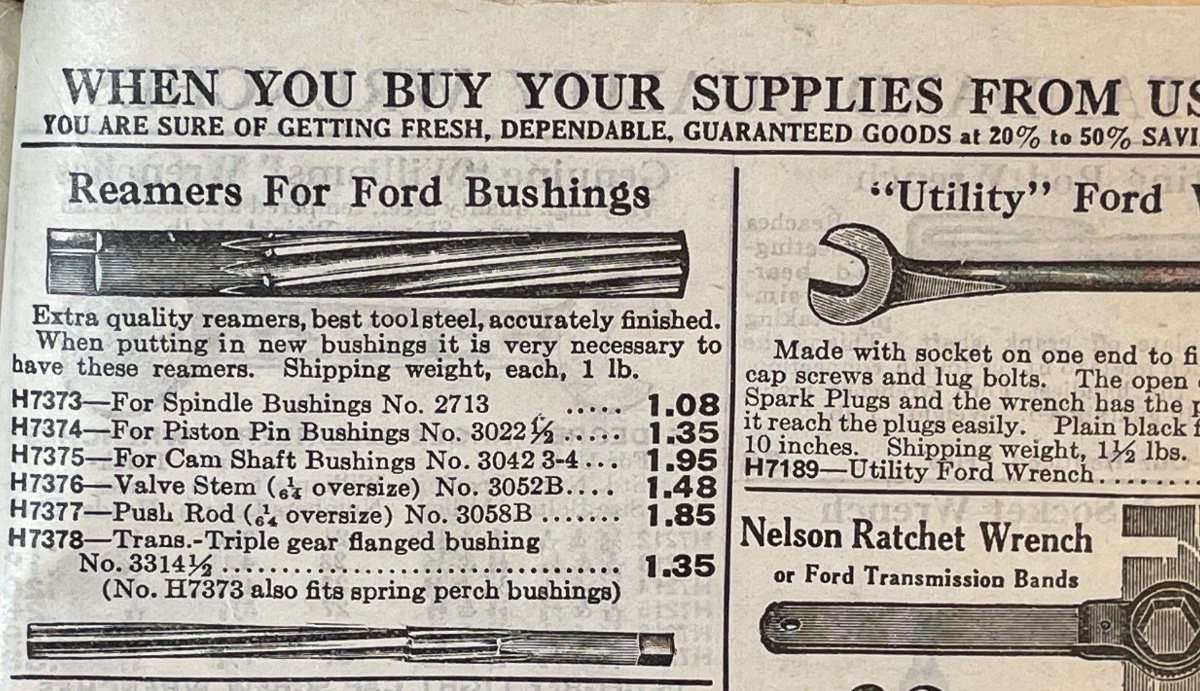 WHEN YOU BUY YOUR SUPPLIES FROM US
YOU ARE SURE OF GETTING FRESH, DEPENDABLE, GUARANTEED GOODS at 20% to 50% SAVI
Reamers For Ford Bushings
Extra quality reamers, best tool steel, accurately finished.
When putting in new bushings it is very necessary to
have these reamers. Shipping weight, each, 1 lb.
H7373—For Spindle Bushings No. 2713 ..... 1.08
H7374—For Piston Pin Bushings No. 3022½ ..... 1.35
H7375—For Cam Shaft Bushings No. 3042 3-4... 1.95
H7376—Valve Stem (1/64 oversize) No. 3052B.... 1.48
H7377—Push Rod (1/64 oversize) No. 3058B ....... 1.85
H7378—Trans.-Triple gear flanged bushing
No. 3314½ .................................... 1.35
(No. H7373 also fits spring perch bushings)
"Utility" Ford
Made with socket on one end to fi
cap screws and lug bolts. The open
Spark Plugs and the wrench has the
it reach the plugs easily. Plain black f
10 inches. Shipping weight, 1½ lbs.
H7189—Utility Ford Wrench........
Nelson Ratchet Wrench
or Ford Transmission Bands